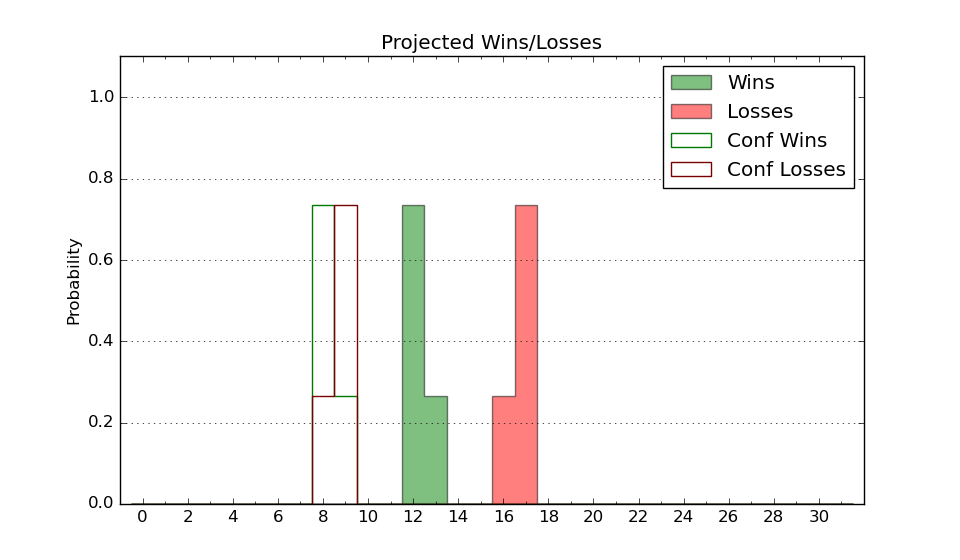 Projected Wins/Losses
Wins
Losses
Conf Wins
Conf Losses
Probability
1.0
0.8
0.6
0.4
0.2
0.0
0 2 4 6 8 10 12 14 16 18 20 22 24 26 28 30